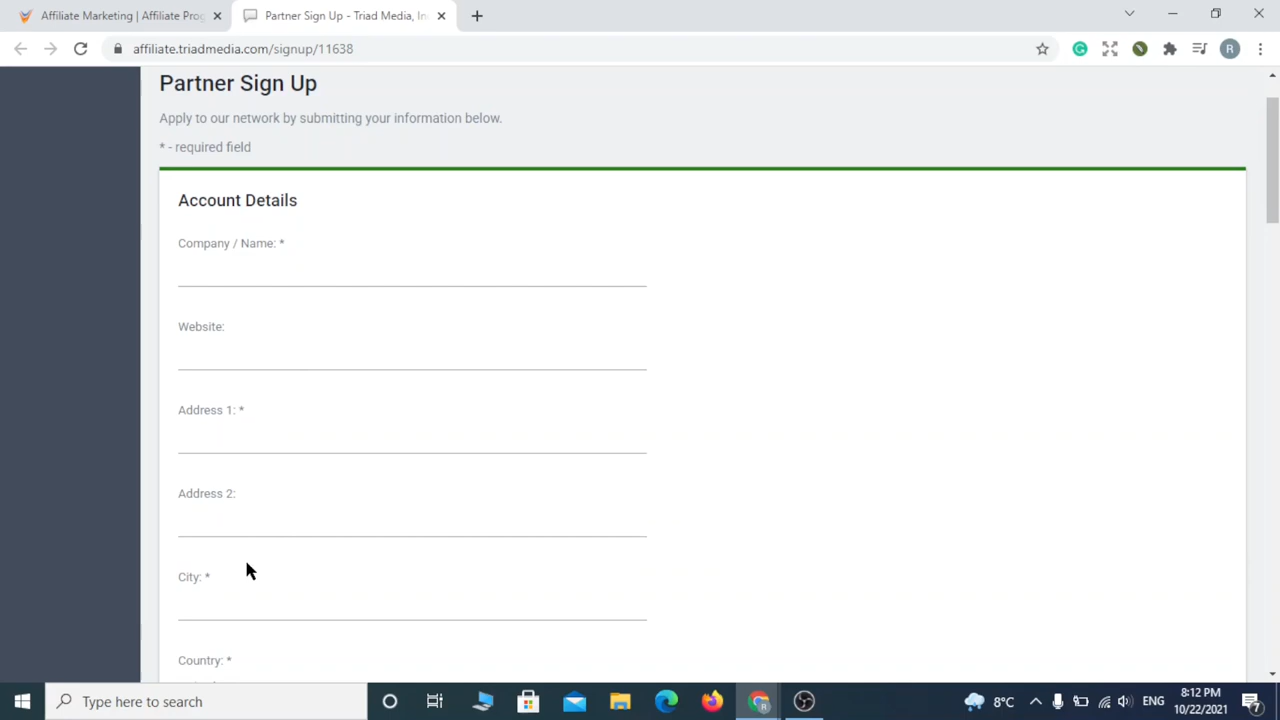 Affiliate Marketing | Affiliate Prog
Partner Sign Up - Triad Media, In
affiliate.triadmedia.com/signup/11638
R
Partner Sign Up
Apply to our network by submitting your information below.
* - required field
Account Details
Company / Name: *
Website:
Address 1: *
Address 2:
City: *
Country: *
Type here to search
8°C
ENG
8:12 PM
10/22/2021
7